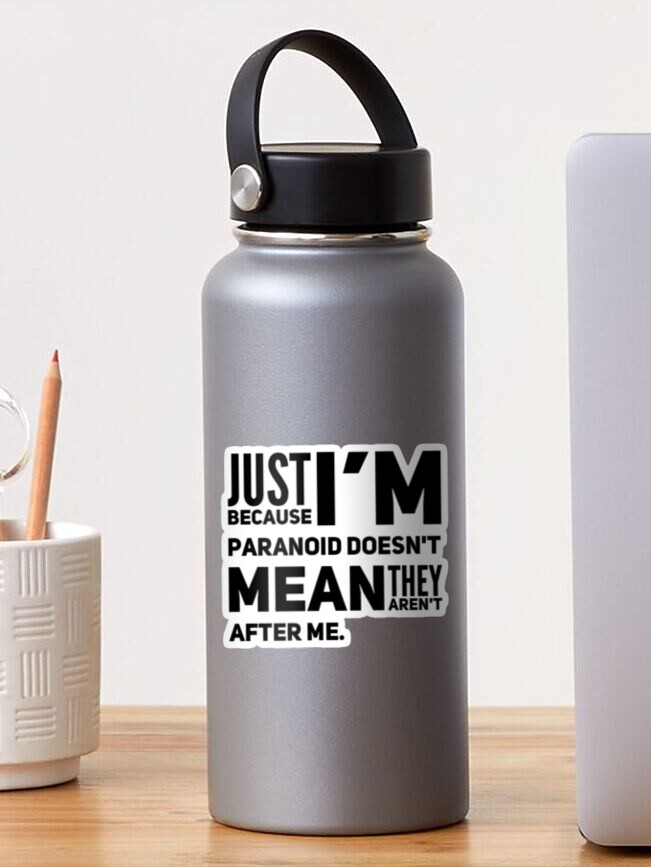 JUST
BECAUSE I'M
PARANOID DOESN'T
MEAN THEY
AREN'T
AFTER ME.